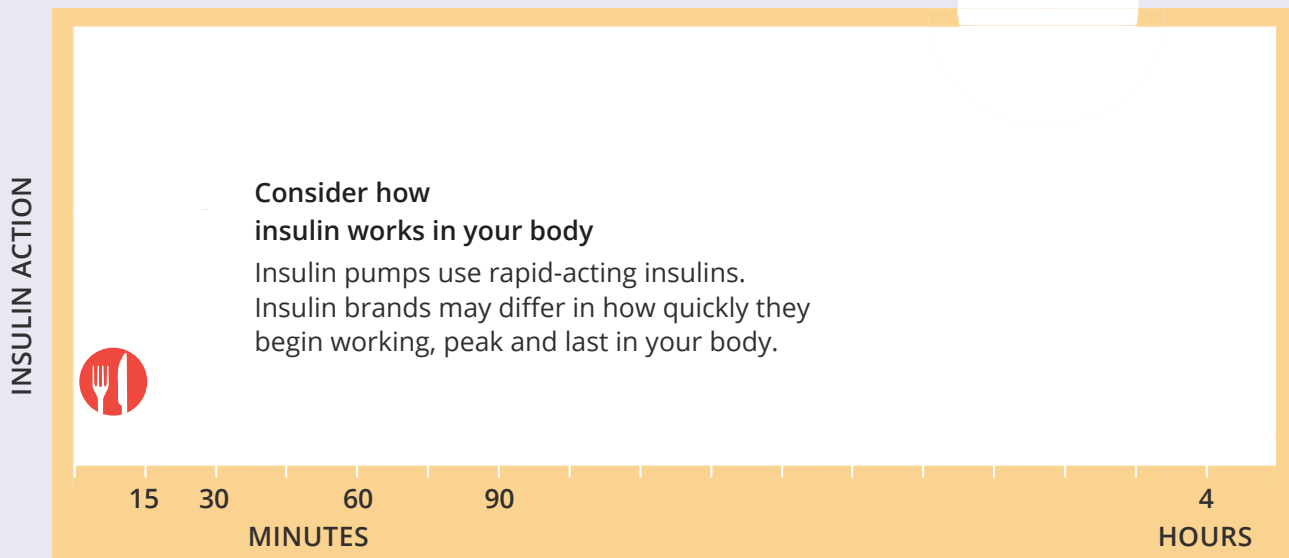 INSULIN ACTION
Consider how
insulin works in your body
Insulin pumps use rapid-acting insulins.
Insulin brands may differ in how quickly they
begin working, peak and last in your body.
15 30 60 90 4
MINUTES HOURS